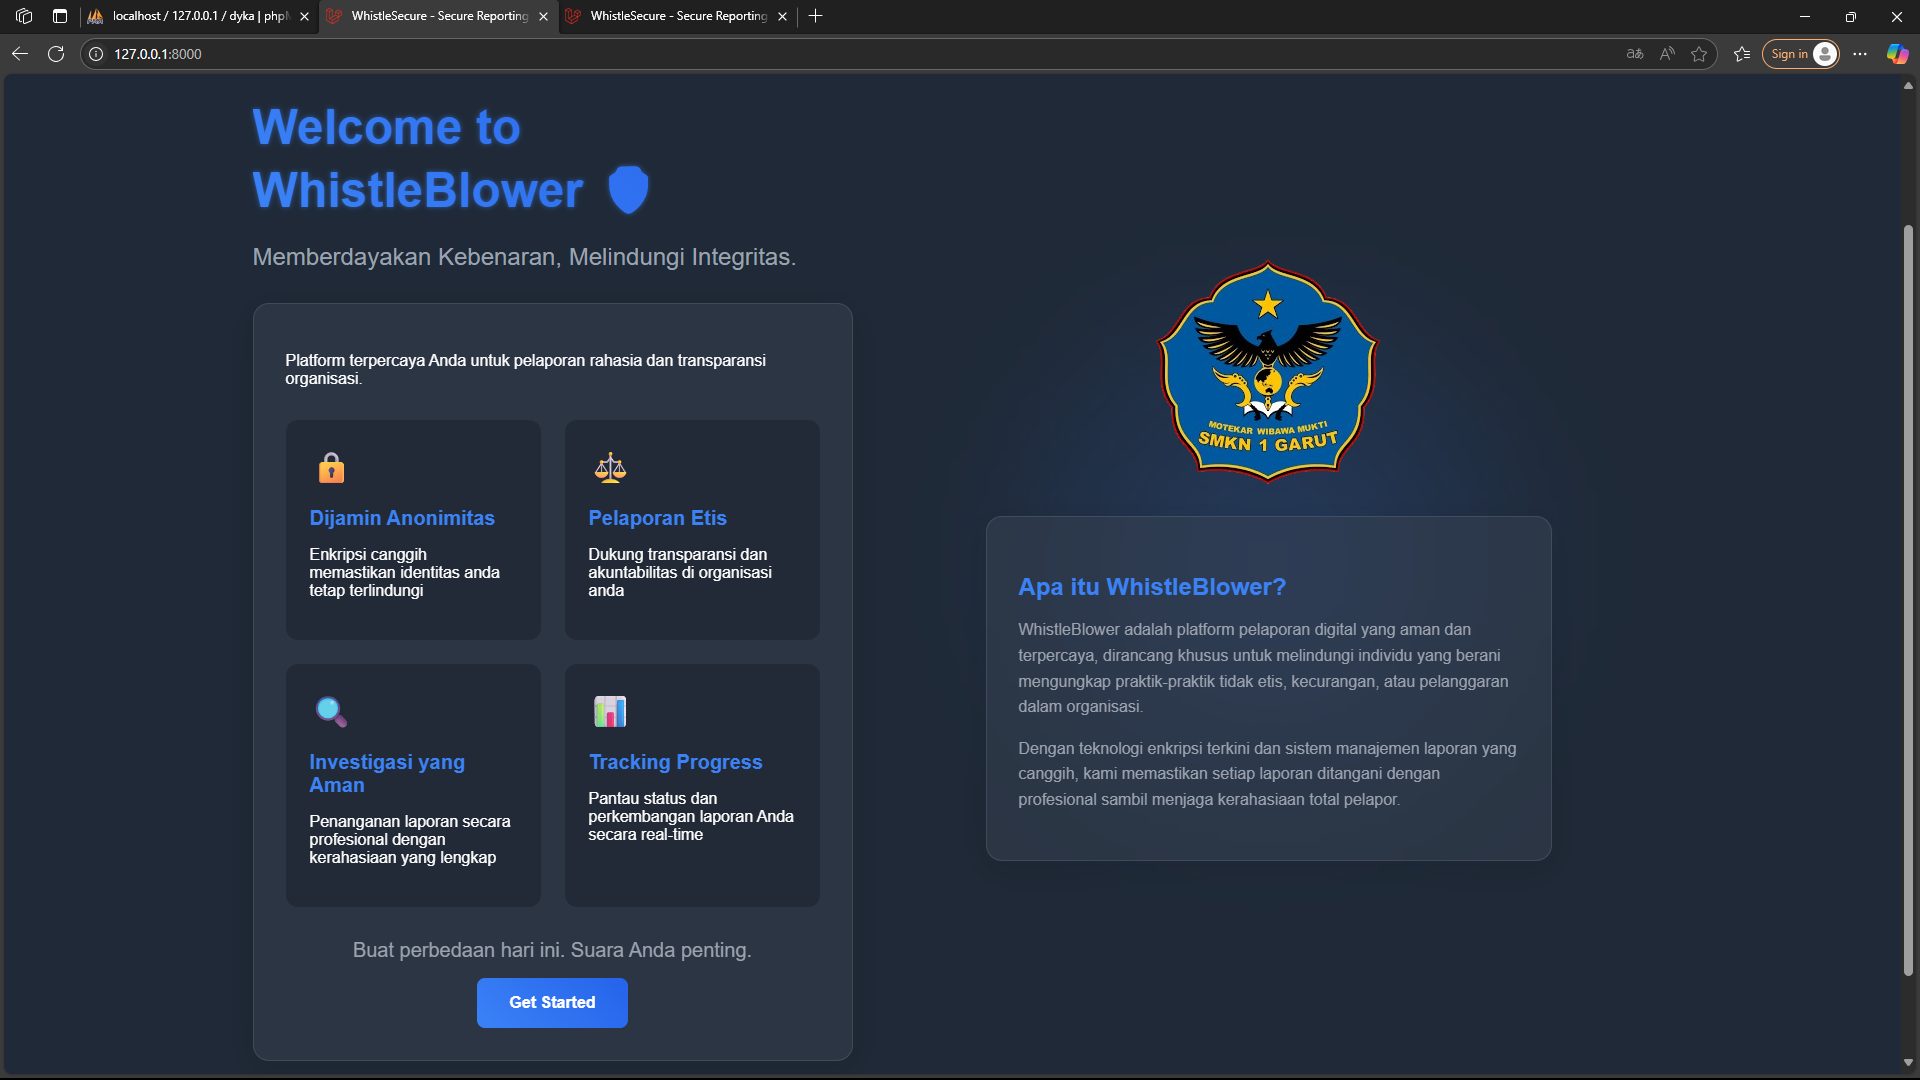 localhost / 127.0.0.1 / dyka | php
WhistleSecure - Secure Reporting
WhistleSecure - Secure Reporting
127.0.0.1:8000
Sign in
Welcome to
WhistleBlower
Memberdayakan Kebenaran, Melindungi Integritas.
Platform terpercaya Anda untuk pelaporan rahasia dan transparansi
organisasi.
Dijamin Anonimitas
Enkripsi canggih
memastikan identitas anda
tetap terlindungi
Pelaporan Etis
Dukung transparansi dan
akuntabilitas di organisasi
anda
Investigasi yang
Aman
Penanganan laporan secara
profesional dengan
kerahasiaan yang lengkap
Tracking Progress
Pantau status dan
perkembangan laporan Anda
secara real-time
Buat perbedaan hari ini. Suara Anda penting.
Get Started
MOTEKAR WIBAWA MUKTI
SMKN 1 GARUT
Apa itu WhistleBlower?
WhistleBlower adalah platform pelaporan digital yang aman dan
terpercaya, dirancang khusus untuk melindungi individu yang berani
mengungkap praktik-praktik tidak etis, kecurangan, atau pelanggaran
dalam organisasi.
Dengan teknologi enkripsi terkini dan sistem manajemen laporan yang
canggih, kami memastikan setiap laporan ditangani dengan
profesional sambil menjaga kerahasiaan total pelapor.